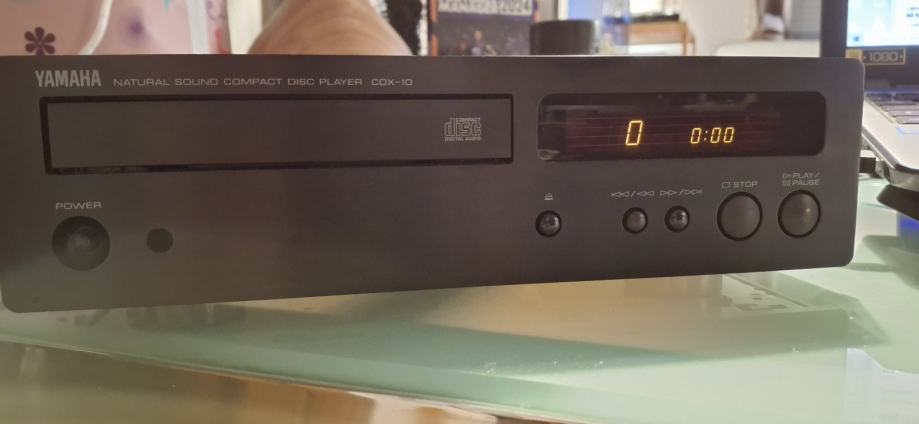 YAMAHA NATURAL SOUND COMPACT DISC PLAYER CDX-10
COMPACT
disc
DIGITAL AUDIO
0 0:00
POWER
STOP
PLAY/
PAUSE
1080